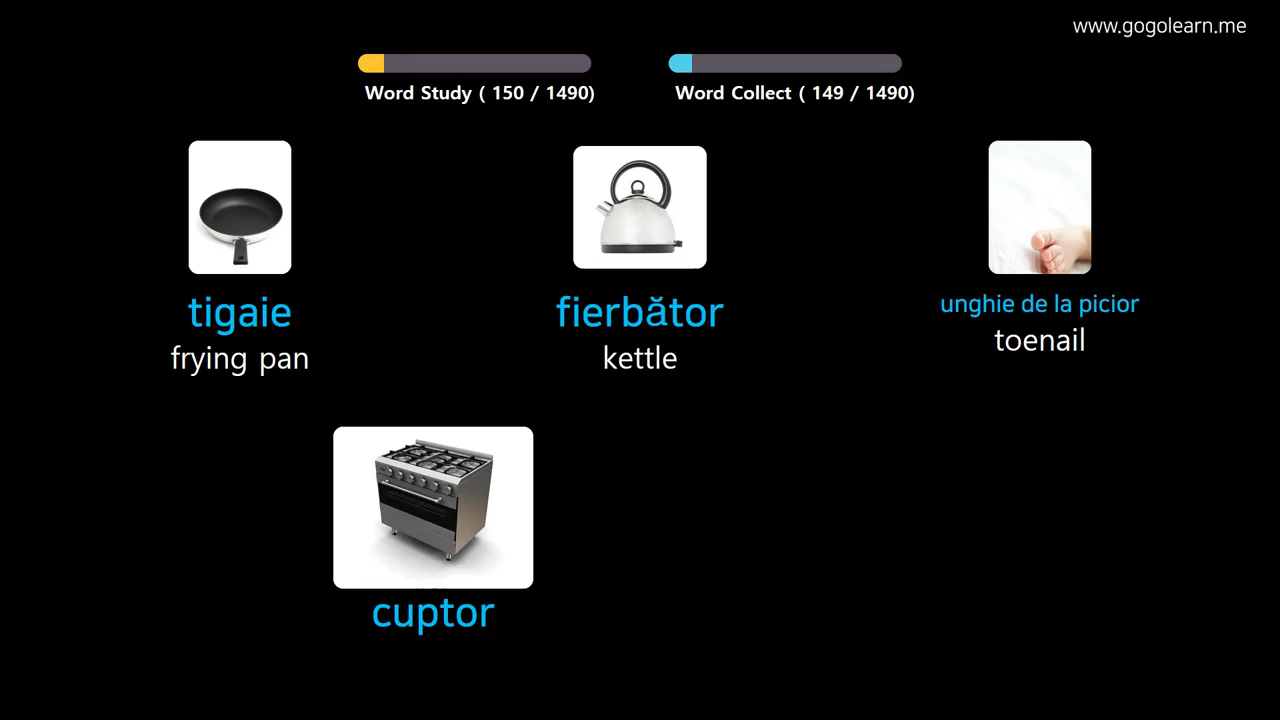 www.gogolearn.me
Word Study ( 150 / 1490)
Word Collect ( 149 / 1490)
tigaie
frying pan
fierbător
kettle
unghie de la picior
toenail
cuptor